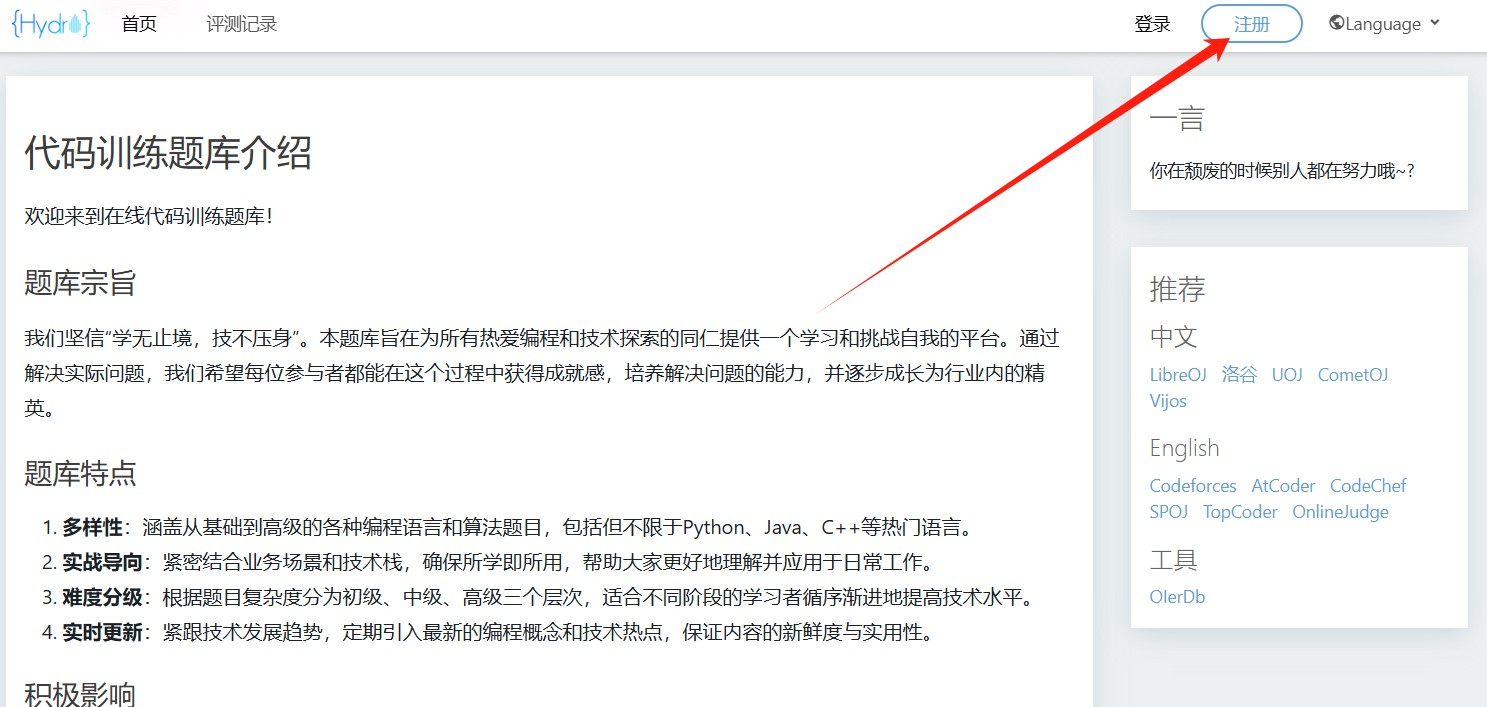 {Hydro} 首页 评测记录 登录 注册 Language
代码训练题库介绍
欢迎来到在线代码训练题库！
题库宗旨
我们坚信“学无止境，技不压身”。本题库旨在为所有热爱编程和技术探索的同仁提供一个学习和挑战自我的平台。通过
解决实际问题，我们希望每位参与者都能在这个过程中获得成就感，培养解决问题的能力，并逐步成长为行业内的精
英。
题库特点
1. 多样性：涵盖从基础到高级的各种编程语言和算法题目，包括但不限于Python、Java、C++等热门语言。
2. 实战导向：紧密结合业务场景和技术栈，确保所学即所用，帮助大家更好地理解并应用于日常工作。
3. 难度分级：根据题目复杂度分为初级、中级、高级三个层次，适合不同阶段的学习者循序渐进地提高技术水平。
4. 实时更新：紧跟技术发展趋势，定期引入最新的编程概念和技术热点，保证内容的新鲜度与实用性。
积极影响
一言
你在颓废的时候别人都在努力哦~?
推荐
中文
LibreOJ 洛谷 UOJ CometOJ
Vijos
English
Codeforces AtCoder CodeChef
SPOJ TopCoder OnlineJudge
工具
OIerDb